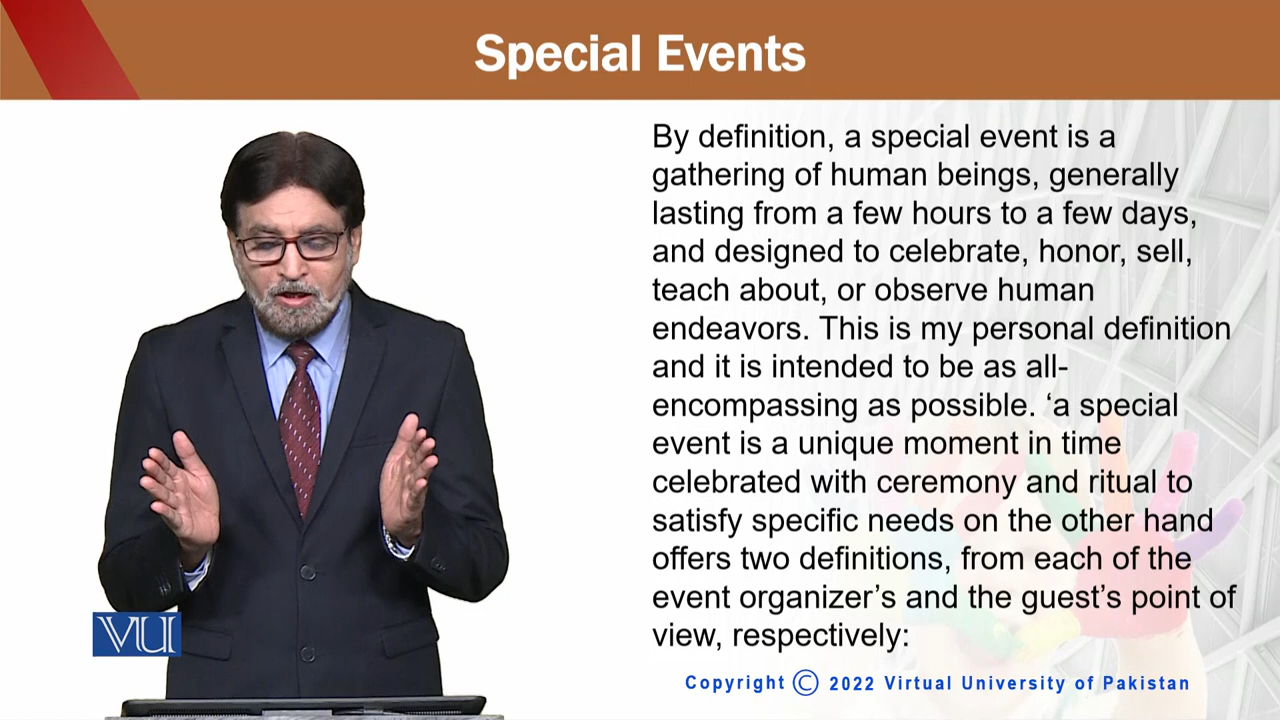 Special Events
By definition, a special event is a
gathering of human beings, generally
lasting from a few hours to a few days,
and designed to celebrate, honor, sell,
teach about, or observe human
endeavors. This is my personal definition
and it is intended to be as all-
encompassing as possible. ‘a special
event is a unique moment in time
celebrated with ceremony and ritual to
satisfy specific needs on the other hand
offers two definitions, from each of the
event organizer’s and the guest’s point of
view, respectively:
VU
Copyright © 2022 Virtual University of Pakistan